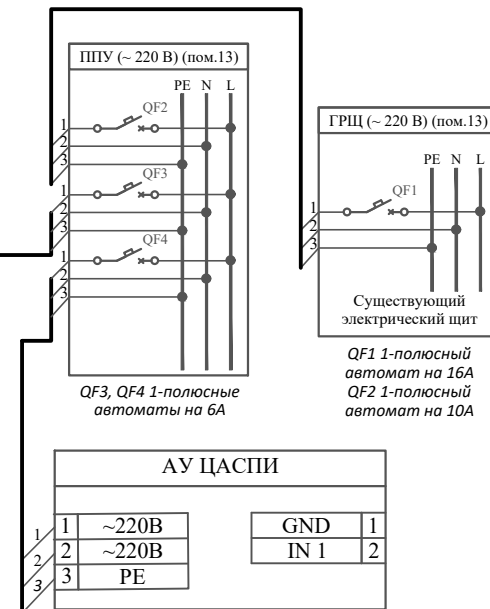 ППУ (~ 220 В) (пом.13)
PE N L
QF2
1
2
3
QF3
1
2
3
QF4
1
2
3
QF3, QF4 1-полюсные
автоматы на 6А
ГРЩ (~ 220 В) (пом.13)
PE N L
QF1
1
2
3
Существующий
электрический щит
QF1 1-полюсный
автомат на 16А
QF2 1-полюсный
автомат на 10А
АУ ЦАСПИ
1 1 ~220В GND 1
2 2 ~220В IN 1 2
3 3 PE